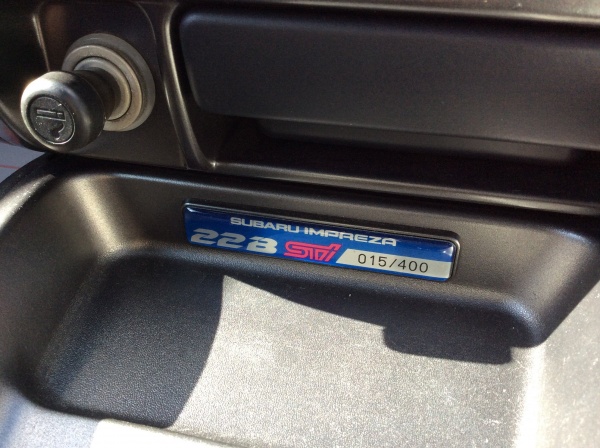 SUBARU IMPREZA
22B STi 015/400